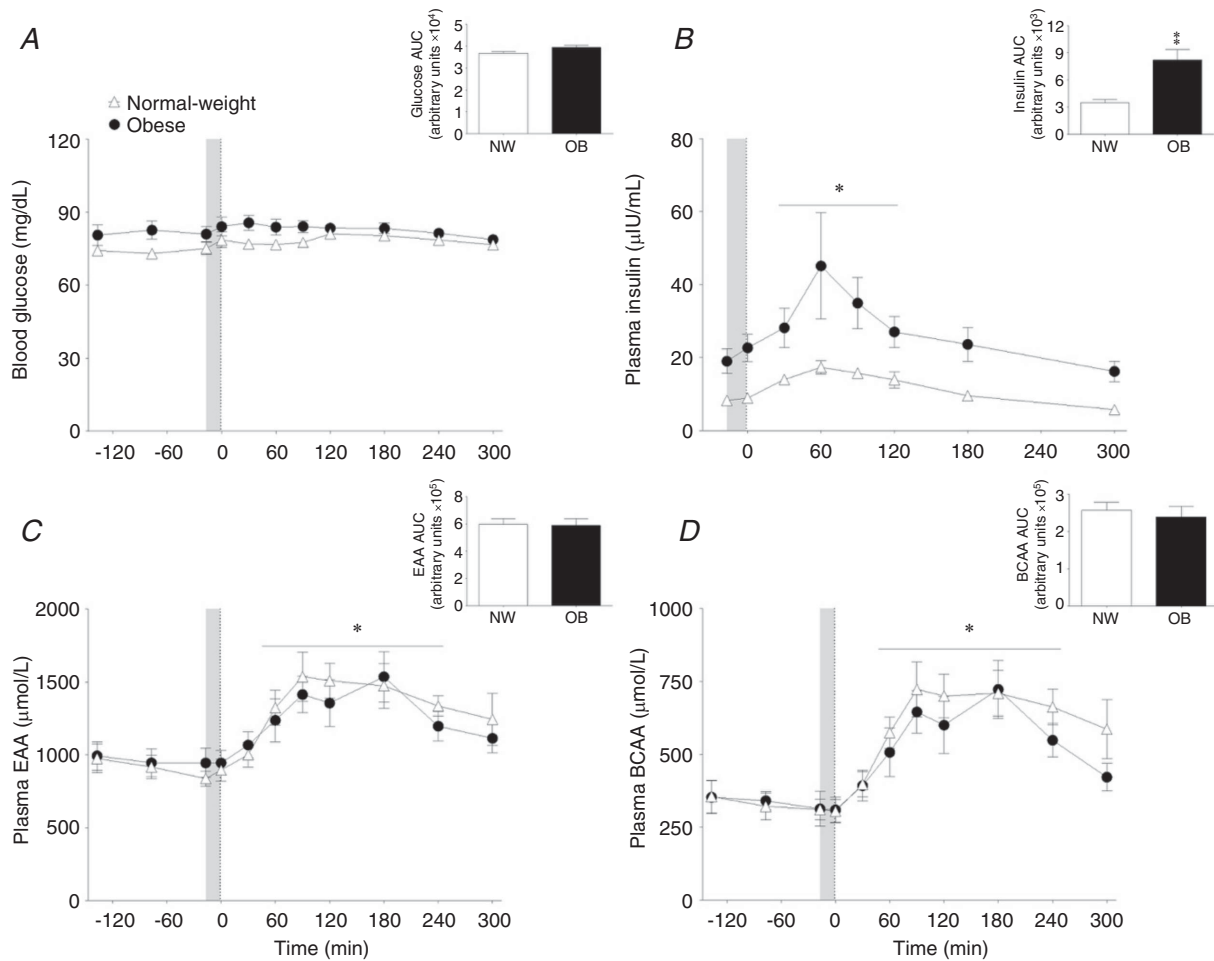 A
Glucose AUC
(arbitrary units ×10⁴)
5
4
3
2
1
0
NW OB
Normal-weight
Obese
Blood glucose (mg/dL)
120
90
60
30
0
-120 -60 0 60 120 180 240 300
B
Insulin AUC
(arbitrary units ×10³)
12
9
6
3
0
**
NW OB
Plasma insulin (μIU/mL)
80
60
40
20
0
*
0 60 120 180 240 300
C
EAA AUC
(arbitrary units ×10⁵)
8
6
4
2
0
NW OB
Plasma EAA (μmol/L)
2000
1500
1000
500
0
*
-120 -60 0 60 120 180 240 300
Time (min)
D
BCAA AUC
(arbitrary units ×10⁵)
3
2
1
0
NW OB
Plasma BCAA (μmol/L)
1000
750
500
250
0
*
-120 -60 0 60 120 180 240 300
Time (min)